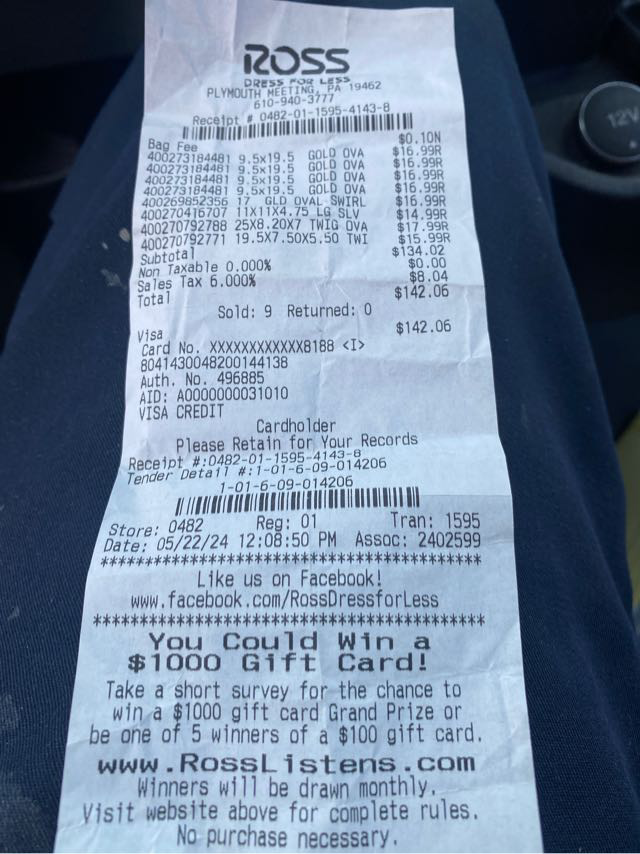 ROSS
DRESS FOR LESS
PLYMOUTH MEETING, PA 19462
610-940-3777
Receipt # 0482-01-1595-4143-8
Bag Fee $0.10N
400273184481 9.5x19.5 GOLD OVA $16.99R
400273184481 9.5x19.5 GOLD OVA $16.99R
400273184481 9.5x19.5 GOLD OVA $16.99R
400273184481 9.5x19.5 GOLD OVA $16.99R
400269852356 17 GLD OVAL SWIRL $16.99R
400270416707 11X11X4.75 LG SLV $14.99R
400270792788 25X8.20X7 TWIG OVA $17.99R
400270792771 19.5X7.50X5.50 TWI $15.99R
Subtotal $134.02
Non Taxable 0.000% $0.00
Sales Tax 6.000% $8.04
Total $142.06
Sold: 9 Returned: 0
Visa $142.06
Card No. XXXXXXXXXXXX8188 <I>
8041430048200144138
Auth. No. 496885
AID: A0000000031010
VISA CREDIT
Cardholder
Please Retain for Your Records
Receipt #:0482-01-1595-4143-8
Tender Detail #:1-01-6-09-014206
1-01-6-09-014206
Store: 0482 Reg: 01 Tran: 1595
Date: 05/22/24 12:08:50 PM Assoc: 2402599
******************************************
Like us on Facebook!
www.facebook.com/RossDressforLess
******************************************
You Could Win a
$1000 Gift Card!
Take a short survey for the chance to
win a $1000 gift card Grand Prize or
be one of 5 winners of a $100 gift card.
www.RossListens.com
Winners will be drawn monthly.
Visit website above for complete rules.
No purchase necessary.
12V